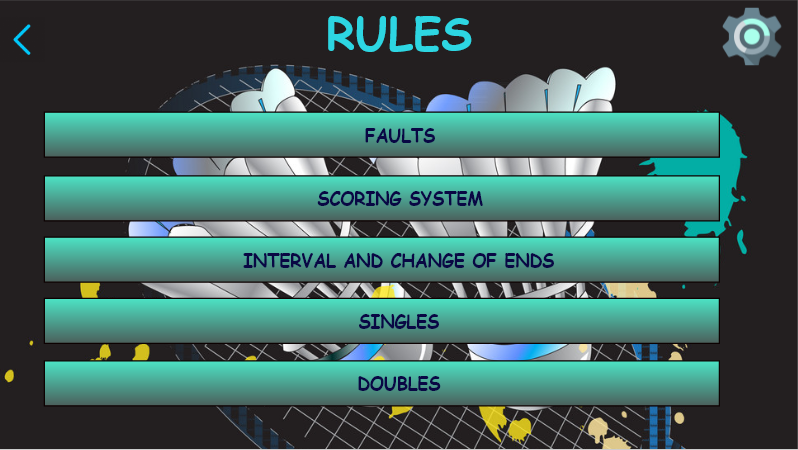 RULES
FAULTS
SCORING SYSTEM
INTERVAL AND CHANGE OF ENDS
SINGLES
DOUBLES